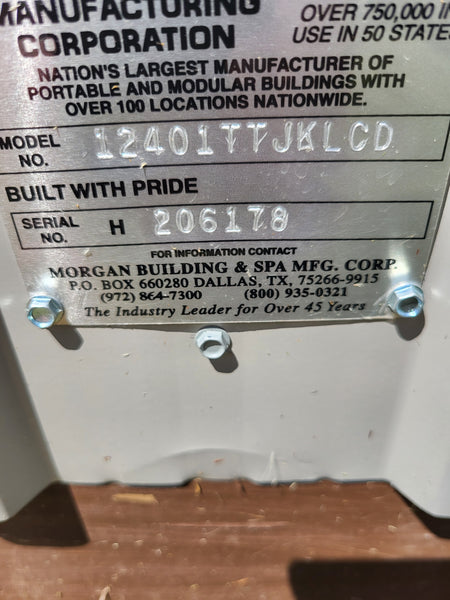 MANUFACTURING
CORPORATION
OVER 750,000 IN
USE IN 50 STATES
NATION'S LARGEST MANUFACTURER OF
PORTABLE AND MODULAR BUILDINGS WITH
OVER 100 LOCATIONS NATIONWIDE.
MODEL NO. 12401TTJKLCD
BUILT WITH PRIDE
SERIAL NO. H 206178
FOR INFORMATION CONTACT
MORGAN BUILDING & SPA MFG. CORP.
P.O. BOX 660280 DALLAS, TX, 75266-9915
(972) 864-7300 (800) 935-0321
The Industry Leader for Over 45 Years